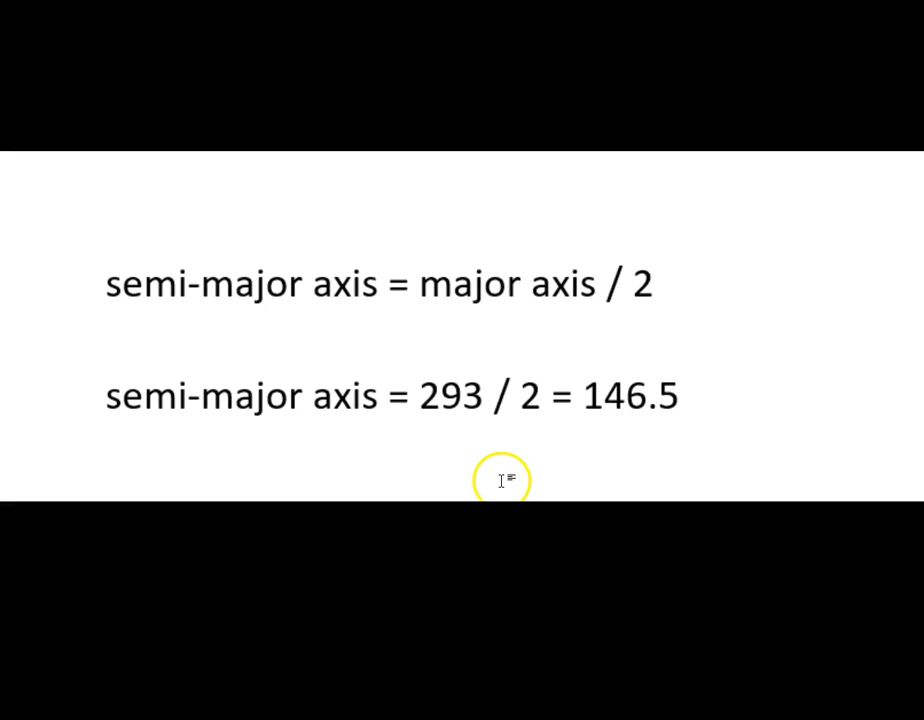 semi-major axis = major axis / 2
semi-major axis = 293 / 2 = 146.5